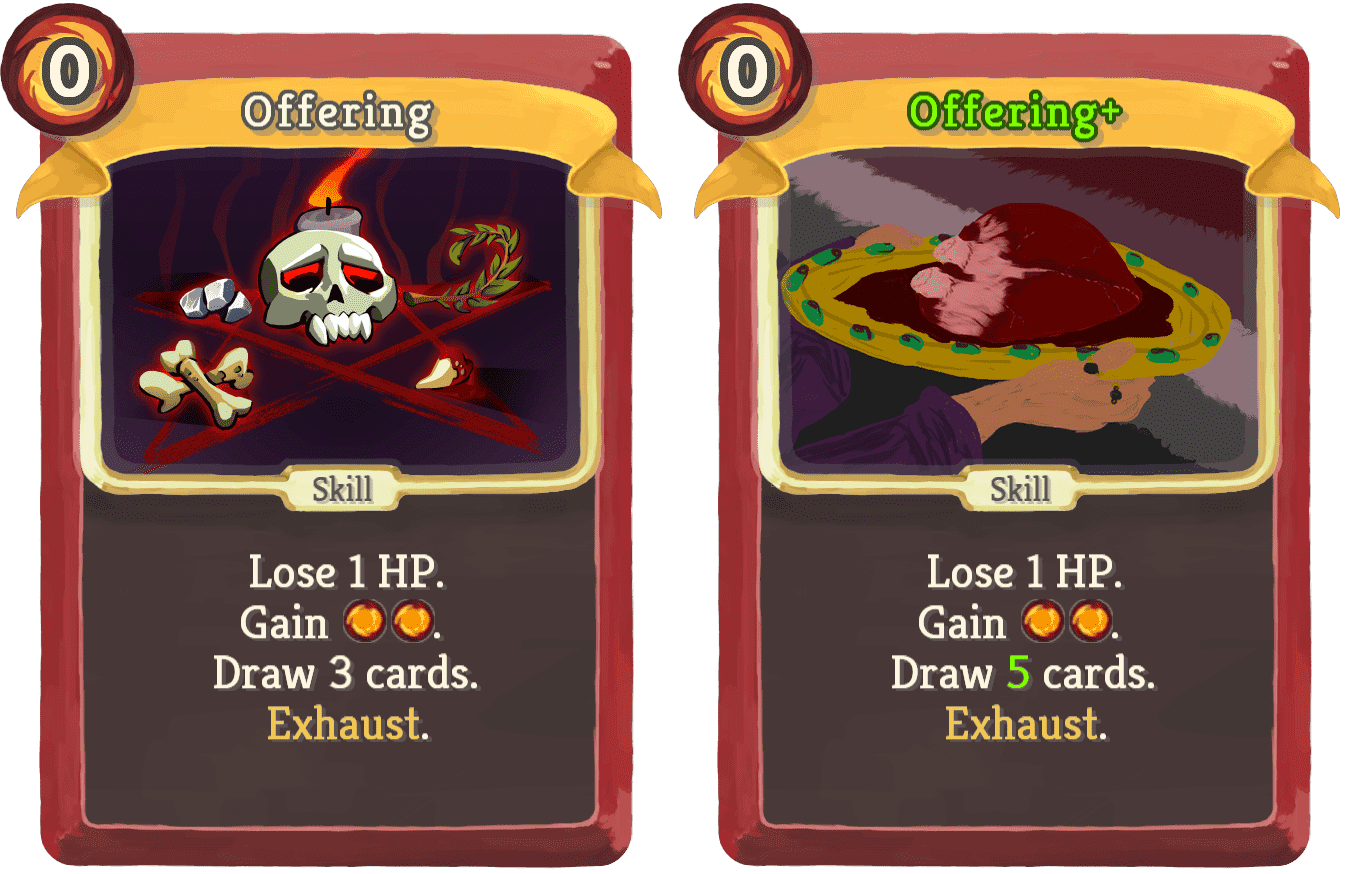 0
Offering
Skill
Lose 1 HP.
Gain .
Draw 3 cards.
Exhaust.
0
Offering+
Skill
Lose 1 HP.
Gain .
Draw 5 cards.
Exhaust.